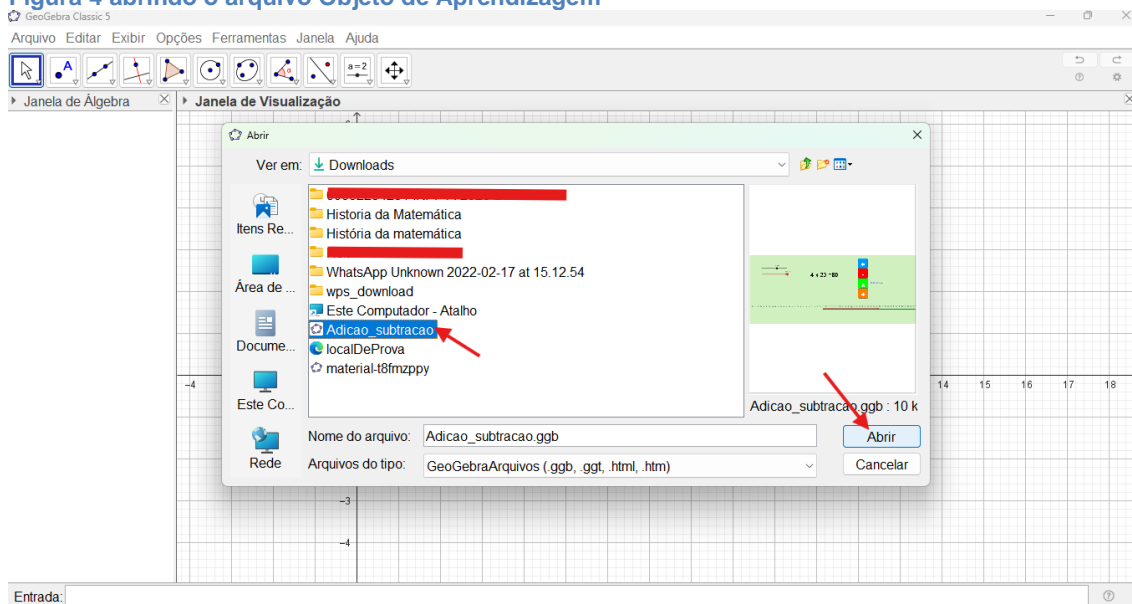 Figura 4 abrindo o arquivo Objeto de Aprendizagem
GeoGebra Classic 5
Arquivo Editar Exibir Opções Ferramentas Janela Ajuda
A
a=2
Janela de Álgebra
Janela de Visualização
Abrir
Ver em: Downloads
Itens Re...
Área de ...
Docume...
Este Co...
Rede
Historia da Matemática
História da matemática
WhatsApp Unknown 2022-02-17 at 15.12.54
wps_download
Este Computador - Atalho
Adicao_subtracao
localDeProva
material-t8fmzppy
Adicao_subtracao.ggb : 10 k
Nome do arquivo: Adicao_subtracao.ggb
Abrir
Arquivos do tipo: GeoGebraArquivos (.ggb, .ggt, .html, .htm)
Cancelar
-4 14 15 16 17 18
-3
-4
Entrada: